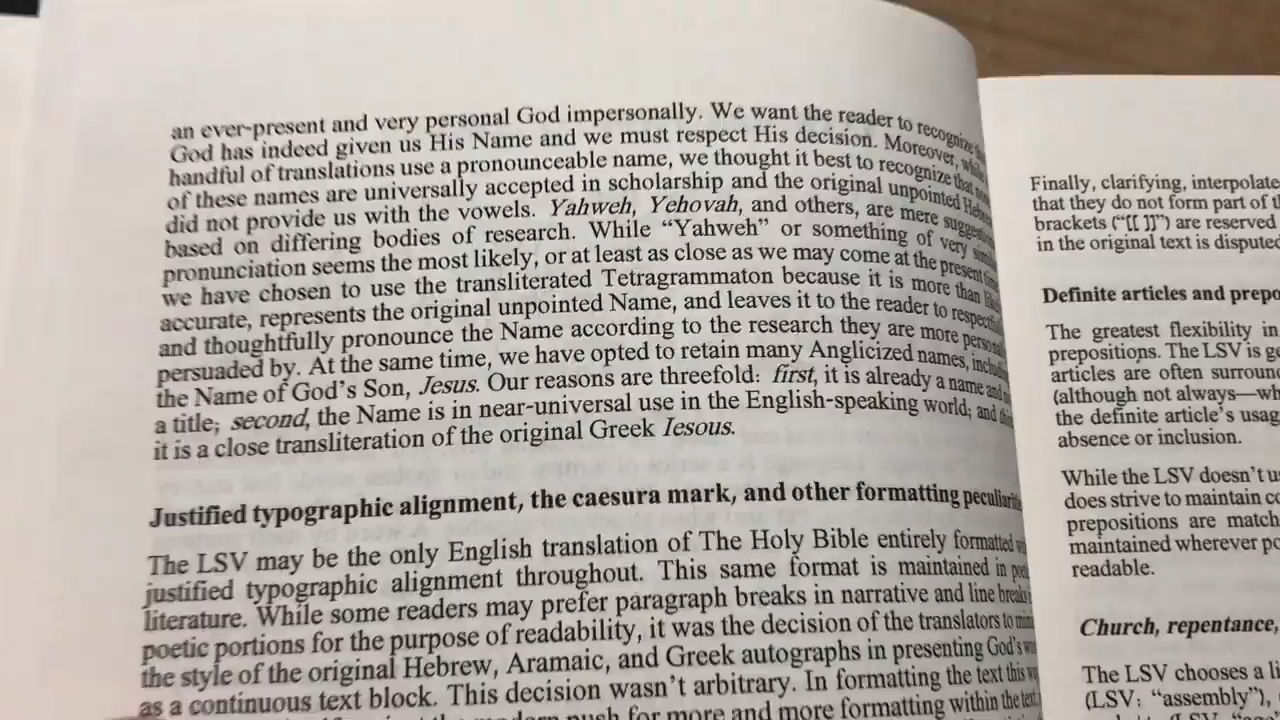 an ever-present and very personal God impersonally. We want the reader to recognize
God has indeed given us His Name and we must respect His decision. Moreover, while
handful of translations use a pronounceable name, we thought it best to recognize that
of these names are universally accepted in scholarship and the original unpointed
did not provide us with the vowels. Yahweh, Yehovah, and others, are mere
based on differing bodies of research. While “Yahweh” or something of very
pronunciation seems the most likely, or at least as close as we may come at the present
we have chosen to use the transliterated Tetragrammaton because it is more than
accurate, represents the original unpointed Name, and leaves it to the reader to
and thoughtfully pronounce the Name according to the research they are more
persuaded by. At the same time, we have opted to retain many Anglicized names,
the Name of God’s Son, Jesus. Our reasons are threefold: first, it is already a name and
a title; second, the Name is in near-universal use in the English-speaking world; and
it is a close transliteration of the original Greek Iesous.
Justified typographic alignment, the caesura mark, and other formatting
The LSV may be the only English translation of The Holy Bible entirely formatted
justified typographic alignment throughout. This same format is maintained in
literature. While some readers may prefer paragraph breaks in narrative and line
poetic portions for the purpose of readability, it was the decision of the translators to
the style of the original Hebrew, Aramaic, and Greek autographs in presenting God’s
as a continuous text block. This decision wasn’t arbitrary. In formatting the text this
push for more and more formatting within the text
Finally, clarifying, interpolate
that they do not form part of
brackets (“[[ ]]”) are reserved
in the original text is disputed
Definite articles and prepo
The greatest flexibility in
prepositions. The LSV is
articles are often
(although not always—
the definite article’s
absence or inclusion.
While the LSV doesn’t
does strive to maintain
prepositions are match
maintained wherever
readable.
Church, repentance,
The LSV chooses a
(LSV: “assembly”),